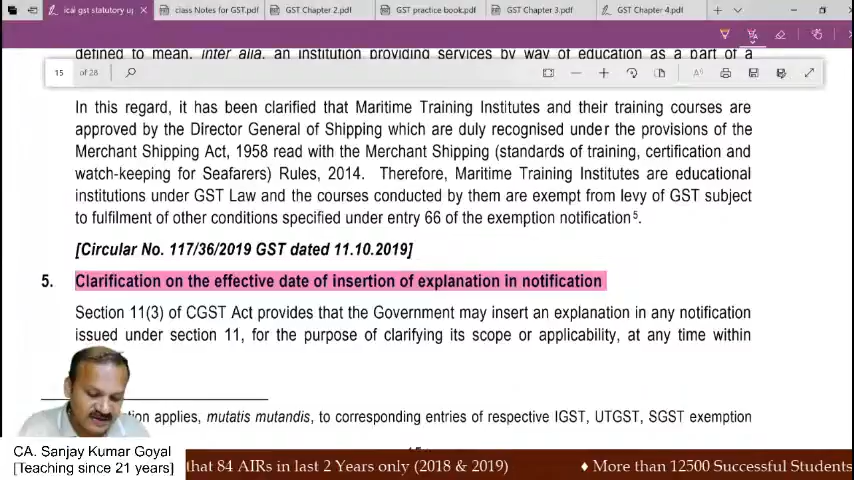 icai gst statutory up
class Notes for GST.pdf
GST Chapter 2.pdf
GST practice book.pdf
GST Chapter 3.pdf
GST Chapter 4.pdf
defined to mean, inter alia, an institution providing services by way of education as a part of a
15 of 28
In this regard, it has been clarified that Maritime Training Institutes and their training courses are
approved by the Director General of Shipping which are duly recognised under the provisions of the
Merchant Shipping Act, 1958 read with the Merchant Shipping (standards of training, certification and
watch-keeping for Seafarers) Rules, 2014. Therefore, Maritime Training Institutes are educational
institutions under GST Law and the courses conducted by them are exempt from levy of GST subject
to fulfilment of other conditions specified under entry 66 of the exemption notification5.
[Circular No. 117/36/2019 GST dated 11.10.2019]
5. Clarification on the effective date of insertion of explanation in notification
Section 11(3) of CGST Act provides that the Government may insert an explanation in any notification
issued under section 11, for the purpose of clarifying its scope or applicability, at any time within
tion applies, mutatis mutandis, to corresponding entries of respective IGST, UTGST, SGST exemption
CA. Sanjay Kumar Goyal
[Teaching since 21 years]
that 84 AIRs in last 2 Years only (2018 & 2019) ♦ More than 12500 Successful Students